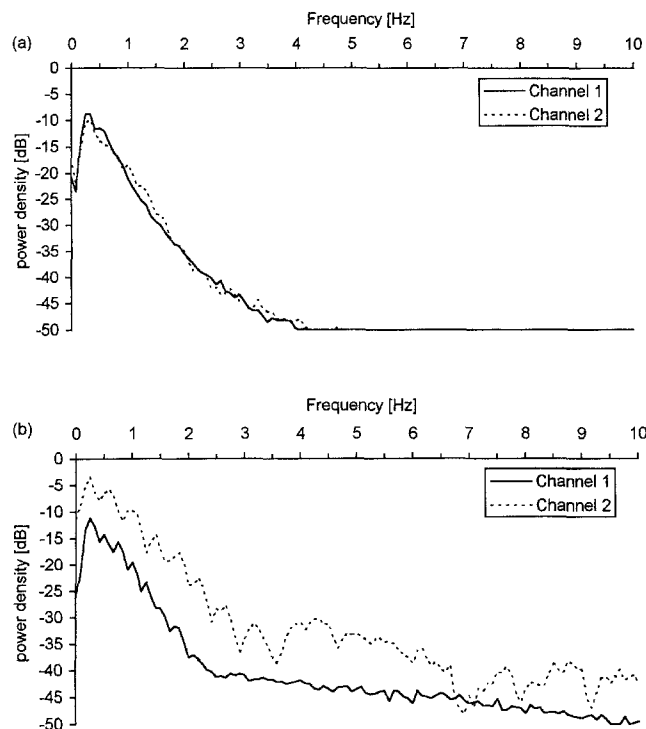 Frequency [Hz]
(a)
0 1 2 3 4 5 6 7 8 9 10
0
-5
-10
-15
-20
-25
-30
-35
-40
-45
-50
power density [dB]
Channel 1
Channel 2
Frequency [Hz]
(b)
0 1 2 3 4 5 6 7 8 9 10
0
-5
-10
-15
-20
-25
-30
-35
-40
-45
-50
power density [dB]
Channel 1
Channel 2